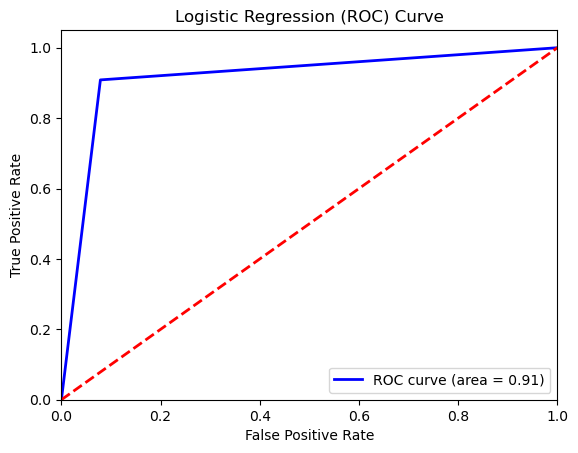 Logistic Regression (ROC) Curve
True Positive Rate
1.0
0.8
0.6
0.4
0.2
0.0
0.0 0.2 0.4 0.6 0.8 1.0
False Positive Rate
ROC curve (area = 0.91)